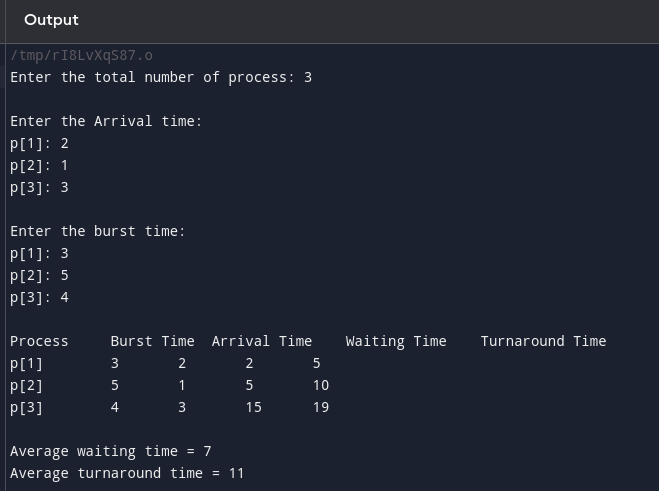 Output
/tmp/rI8LvXqS87.o
Enter the total number of process: 3
Enter the Arrival time:
p[1]: 2
p[2]: 1
p[3]: 3
Enter the burst time:
p[1]: 3
p[2]: 5
p[3]: 4
Process     Burst Time  Arrival Time    Waiting Time    Turnaround Time
p[1]        3       2       2       5
p[2]        5       1       5       10
p[3]        4       3       15      19
Average waiting time = 7
Average turnaround time = 11